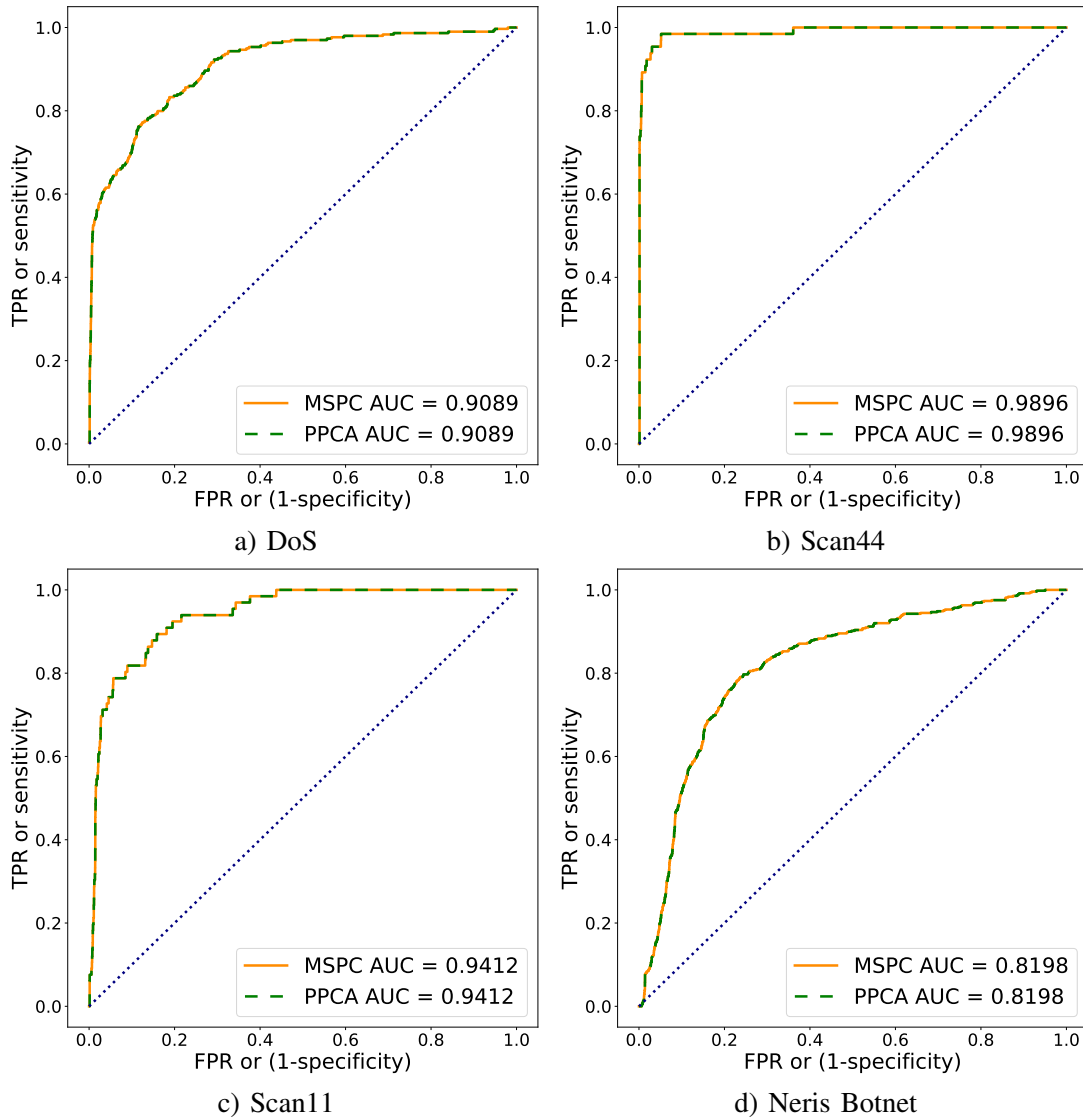 1.0
0.8
0.6
0.4
0.2
0.0
TPR or sensitivity
MSPC AUC = 0.9089
PPCA AUC = 0.9089
0.0 0.2 0.4 0.6 0.8 1.0
FPR or (1-specificity)
a) DoS
1.0
0.8
0.6
0.4
0.2
0.0
TPR or sensitivity
MSPC AUC = 0.9896
PPCA AUC = 0.9896
0.0 0.2 0.4 0.6 0.8 1.0
FPR or (1-specificity)
b) Scan44
1.0
0.8
0.6
0.4
0.2
0.0
TPR or sensitivity
MSPC AUC = 0.9412
PPCA AUC = 0.9412
0.0 0.2 0.4 0.6 0.8 1.0
FPR or (1-specificity)
c) Scan11
1.0
0.8
0.6
0.4
0.2
0.0
TPR or sensitivity
MSPC AUC = 0.8198
PPCA AUC = 0.8198
0.0 0.2 0.4 0.6 0.8 1.0
FPR or (1-specificity)
d) Neris Botnet